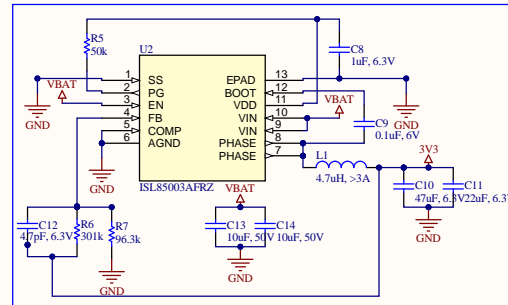 R5
50k
U2
C8
1uF, 6.3V
1 SS
2 PG
3 EN
4 FB
5 COMP
6 AGND
EPAD 13
BOOT 12
VDD 11
VIN 10
VIN 9
PHASE 8
PHASE 7
ISL85003AFRZ
VBAT
GND
GND
VBAT
GND
C9
0.1uF, 6V
L1
4.7uH, >3A
3V3
C10
47uF, 6.3V
C11
22uF, 6.3V
GND
C12
4.7pF, 6.3V
R6
301k
R7
96.3k
GND
VBAT
C13
10uF, 50V
C14
10uF, 50V
GND